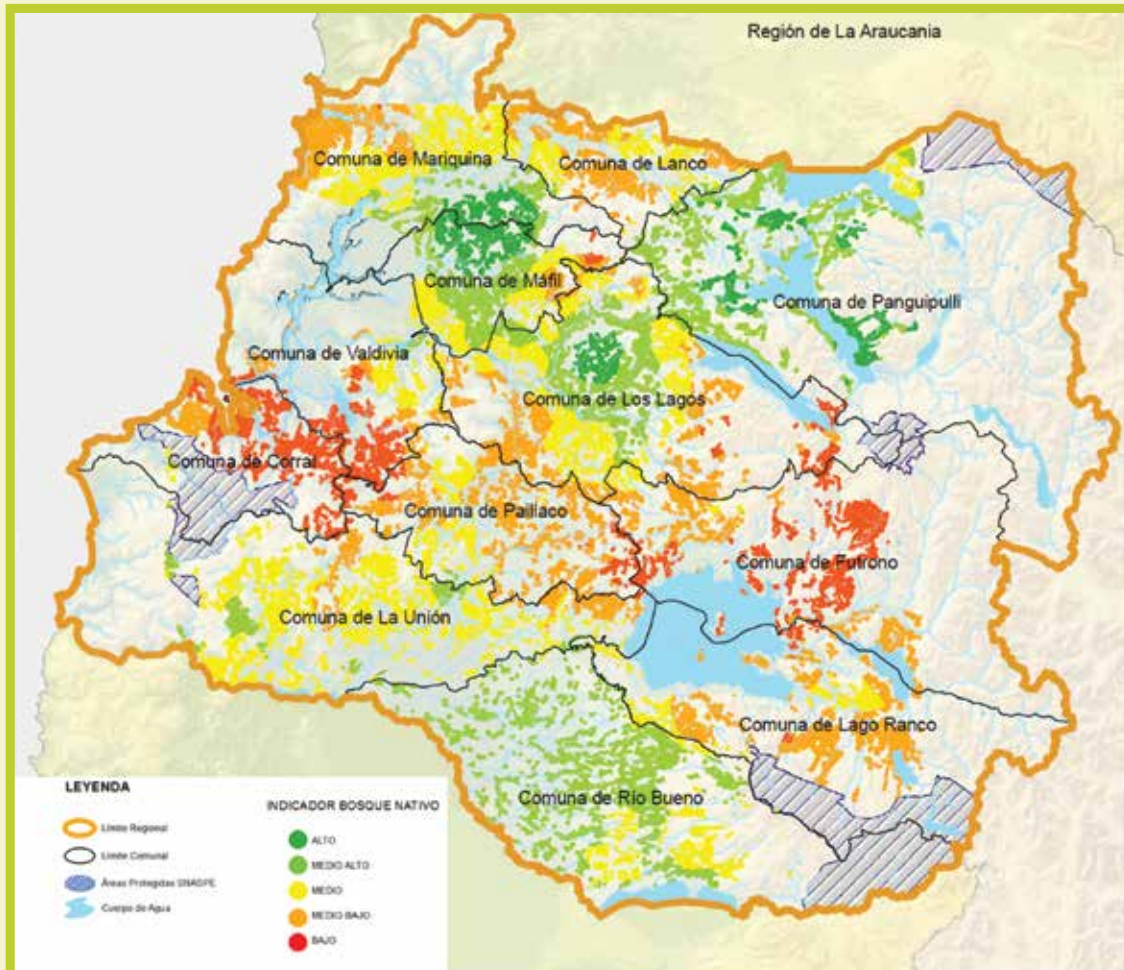 Región de La Araucania
Comuna de Mariquina
Comuna de Lanco
Comuna de Máfil
Comuna de Panguipulli
Comuna de Valdivia
Comuna de Los Lagos
Comuna de Corral
Comuna de Paillaco
Comuna de Futrono
Comuna de La Unión
Comuna de Lago Ranco
Comuna de Río Bueno
LEYENDA
Límite Regional
Límite Comunal
Áreas Protegidas SNASPE
Cuerpo de Agua
INDICADOR BOSQUE NATIVO
ALTO
MEDIO ALTO
MEDIO
MEDIO BAJO
BAJO